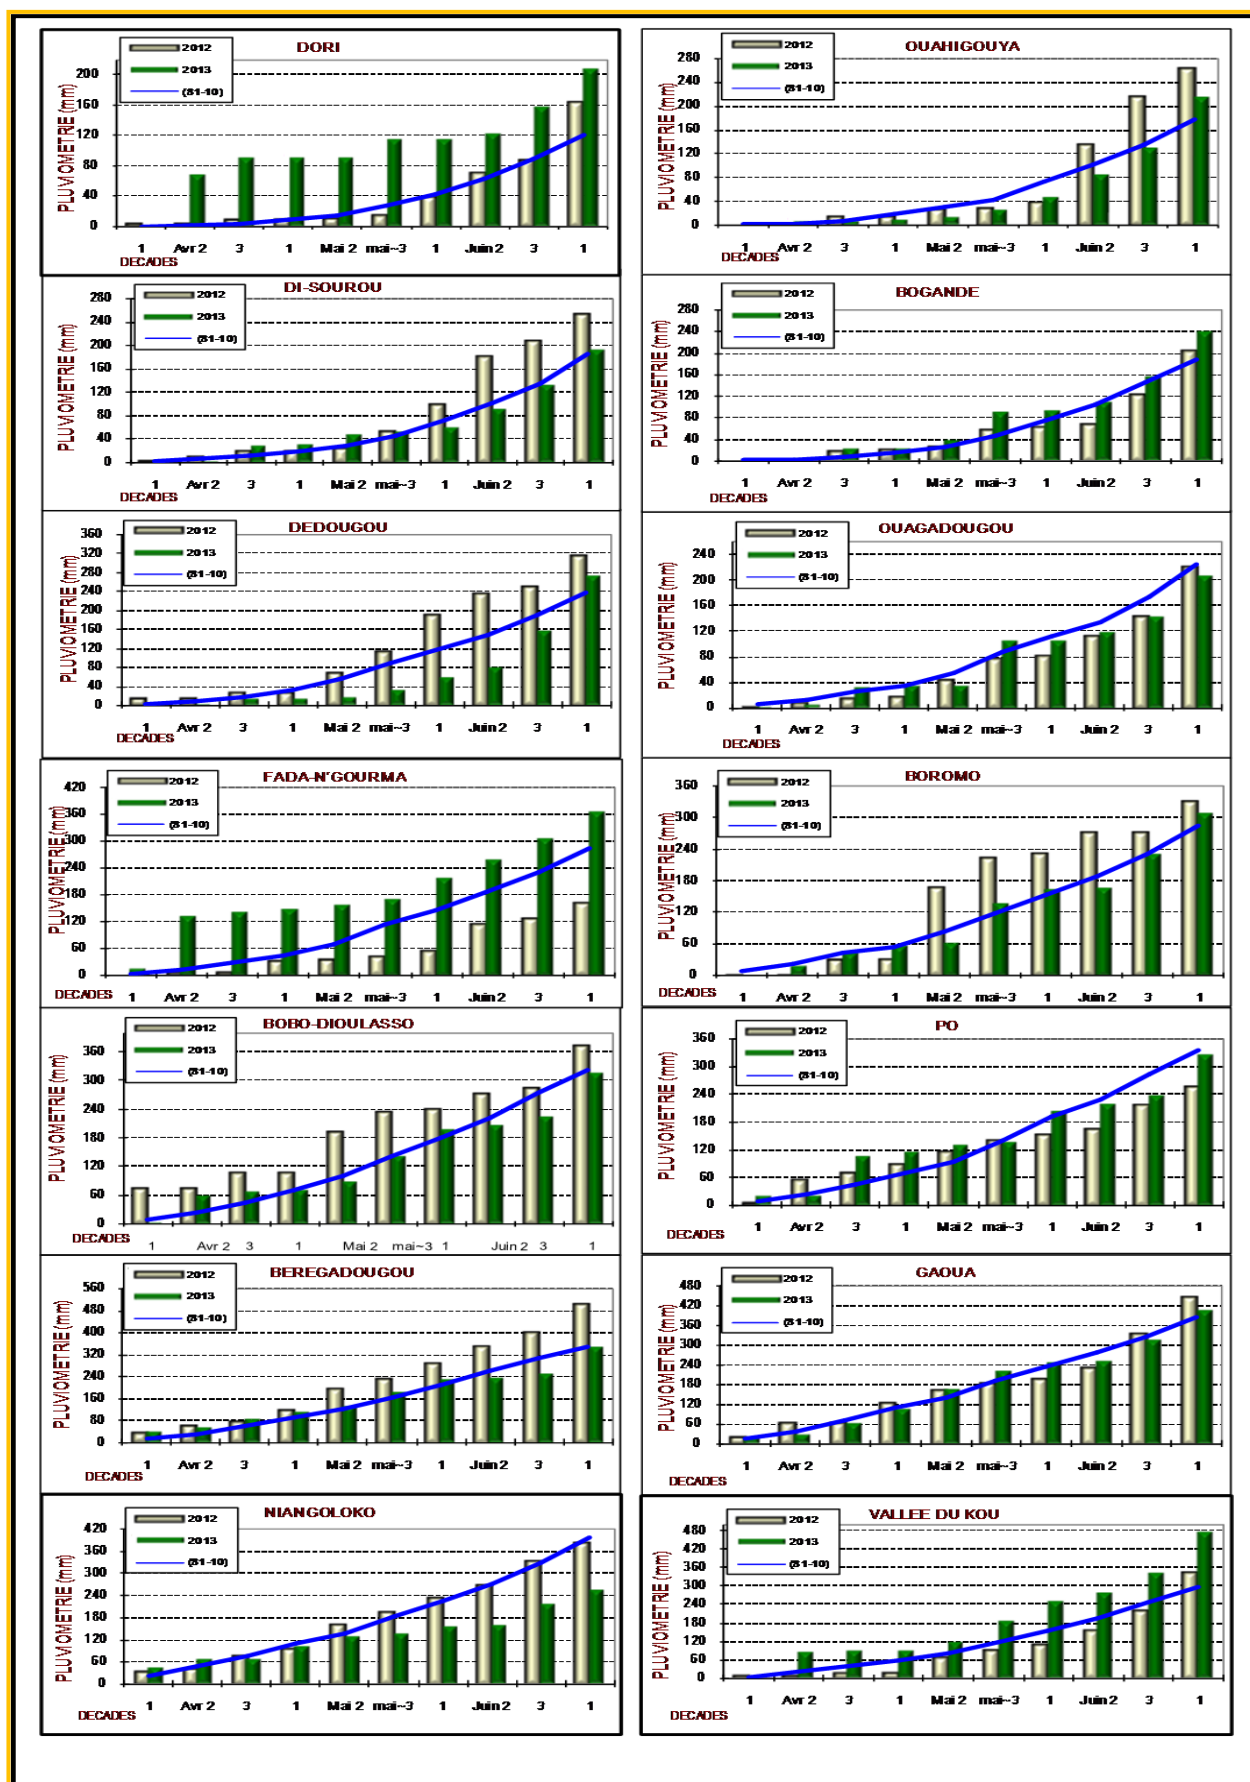 DORI
2012
2013
(81-10)
PLUVIOMETRIE (mm)
200
160
120
80
40
0
1 Avr 2 3 1 Mai 2 mai~3 1 Juin 2 3 1
DECADES
OUAHIGOUYA
2012
2013
(81-10)
PLUVIOMETRIE (mm)
280
240
200
160
120
80
40
0
1 Avr 2 3 1 Mai 2 mai~3 1 Juin 2 3 1
DECADES
DI-SOUROU
2012
2013
(81-10)
PLUVIOMETRIE (mm)
280
240
200
160
120
80
40
0
1 Avr 2 3 1 Mai 2 mai~3 1 Juin 2 3 1
DECADES
BOGANDE
2012
2013
(81-10)
PLUVIOMETRIE (mm)
280
240
200
160
120
80
40
0
1 Avr 2 3 1 Mai 2 mai~3 1 Juin 2 3 1
DECADES
DEDOUGOU
2012
2013
(81-10)
PLUVIOMETRIE (mm)
360
320
280
240
200
160
120
80
40
0
1 Avr 2 3 1 Mai 2 mai~3 1 Juin 2 3 1
DECADES
OUAGADOUGOU
2012
2013
(81-10)
PLUVIOMETRIE (mm)
240
200
160
120
80
40
0
1 Avr 2 3 1 Mai 2 mai~3 1 Juin 2 3 1
DECADES
FADA-N'GOURMA
2012
2013
(81-10)
PLUVIOMETRIE (mm)
420
360
300
240
180
120
60
0
1 Avr 2 3 1 Mai 2 mai~3 1 Juin 2 3 1
DECADES
BOROMO
2012
2013
(81-10)
PLUVIOMETRIE (mm)
360
300
240
180
120
60
0
1 Avr 2 3 1 Mai 2 mai~3 1 Juin 2 3 1
DECADES
BOBO-DIOULASSO
2012
2013
(81-10)
PLUVIOMETRIE (mm)
360
300
240
180
120
60
0
1 Avr 2 3 1 Mai 2 mai~3 1 Juin 2 3 1
DECADES
PO
2012
2013
(81-10)
PLUVIOMETRIE (mm)
360
300
240
180
120
60
0
1 Avr 2 3 1 Mai 2 mai~3 1 Juin 2 3 1
DECADES
BEREGADOUGOU
2012
2013
(81-10)
PLUVIOMETRIE (mm)
560
480
400
320
240
160
80
0
1 Avr 2 3 1 Mai 2 mai~3 1 Juin 2 3 1
DECADES
GAOUA
2012
2013
(81-10)
PLUVIOMETRIE (mm)
480
420
360
300
240
180
120
60
0
1 Avr 2 3 1 Mai 2 mai~3 1 Juin 2 3 1
DECADES
NIANGOLOKO
2012
2013
(81-10)
PLUVIOMETRIE (mm)
420
360
300
240
180
120
60
0
1 Avr 2 3 1 Mai 2 mai~3 1 Juin 2 3 1
DECADES
VALLEE DU KOU
2012
2013
(81-10)
PLUVIOMETRIE (mm)
480
420
360
300
240
180
120
60
0
1 Avr 2 3 1 Mai 2 mai~3 1 Juin 2 3 1
DECADES